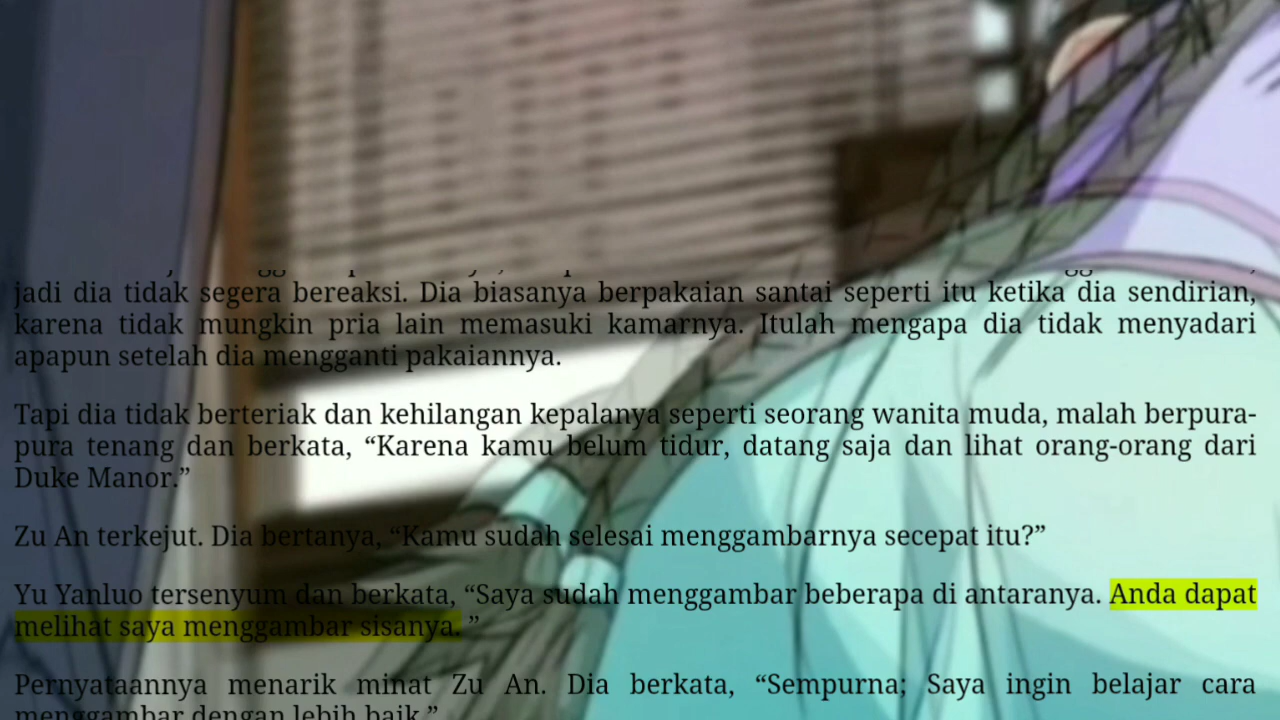 jadi dia tidak segera bereaksi. Dia biasanya berpakaian santai seperti itu ketika dia sendirian,
karena tidak mungkin pria lain memasuki kamarnya. Itulah mengapa dia tidak menyadari
apapun setelah dia mengganti pakaiannya.
Tapi dia tidak berteriak dan kehilangan kepalanya seperti seorang wanita muda, malah berpura-
pura tenang dan berkata, “Karena kamu belum tidur, datang saja dan lihat orang-orang dari
Duke Manor.”
Zu An terkejut. Dia bertanya, “Kamu sudah selesai menggambarnya secepat itu?”
Yu Yanluo tersenyum dan berkata, “Saya sudah menggambar beberapa di antaranya. Anda dapat
melihat saya menggambar sisanya. ”
Pernyataannya menarik minat Zu An. Dia berkata, “Sempurna; Saya ingin belajar cara
menggambar dengan lebih baik.”